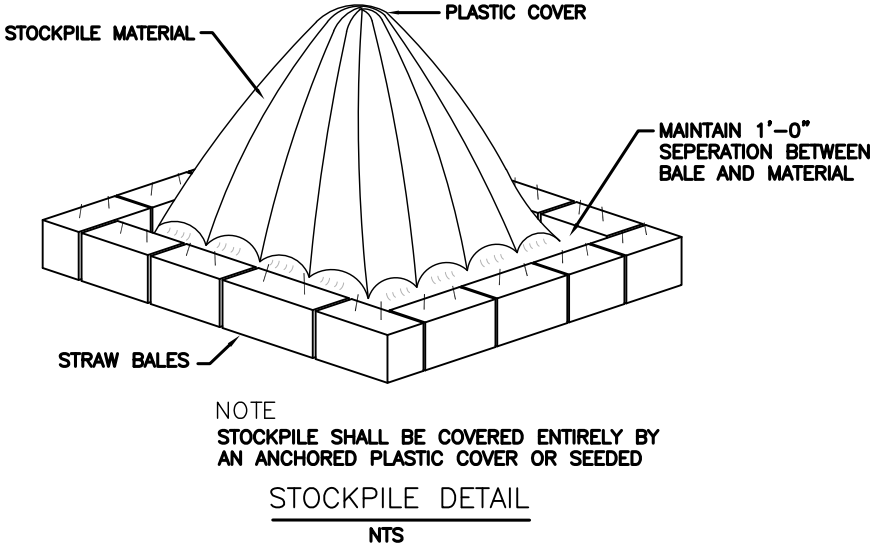 PLASTIC COVER
STOCKPILE MATERIAL
MAINTAIN 1'-0"
SEPERATION BETWEEN
BALE AND MATERIAL
STRAW BALES
NOTE
STOCKPILE SHALL BE COVERED ENTIRELY BY
AN ANCHORED PLASTIC COVER OR SEEDED
STOCKPILE DETAIL
NTS